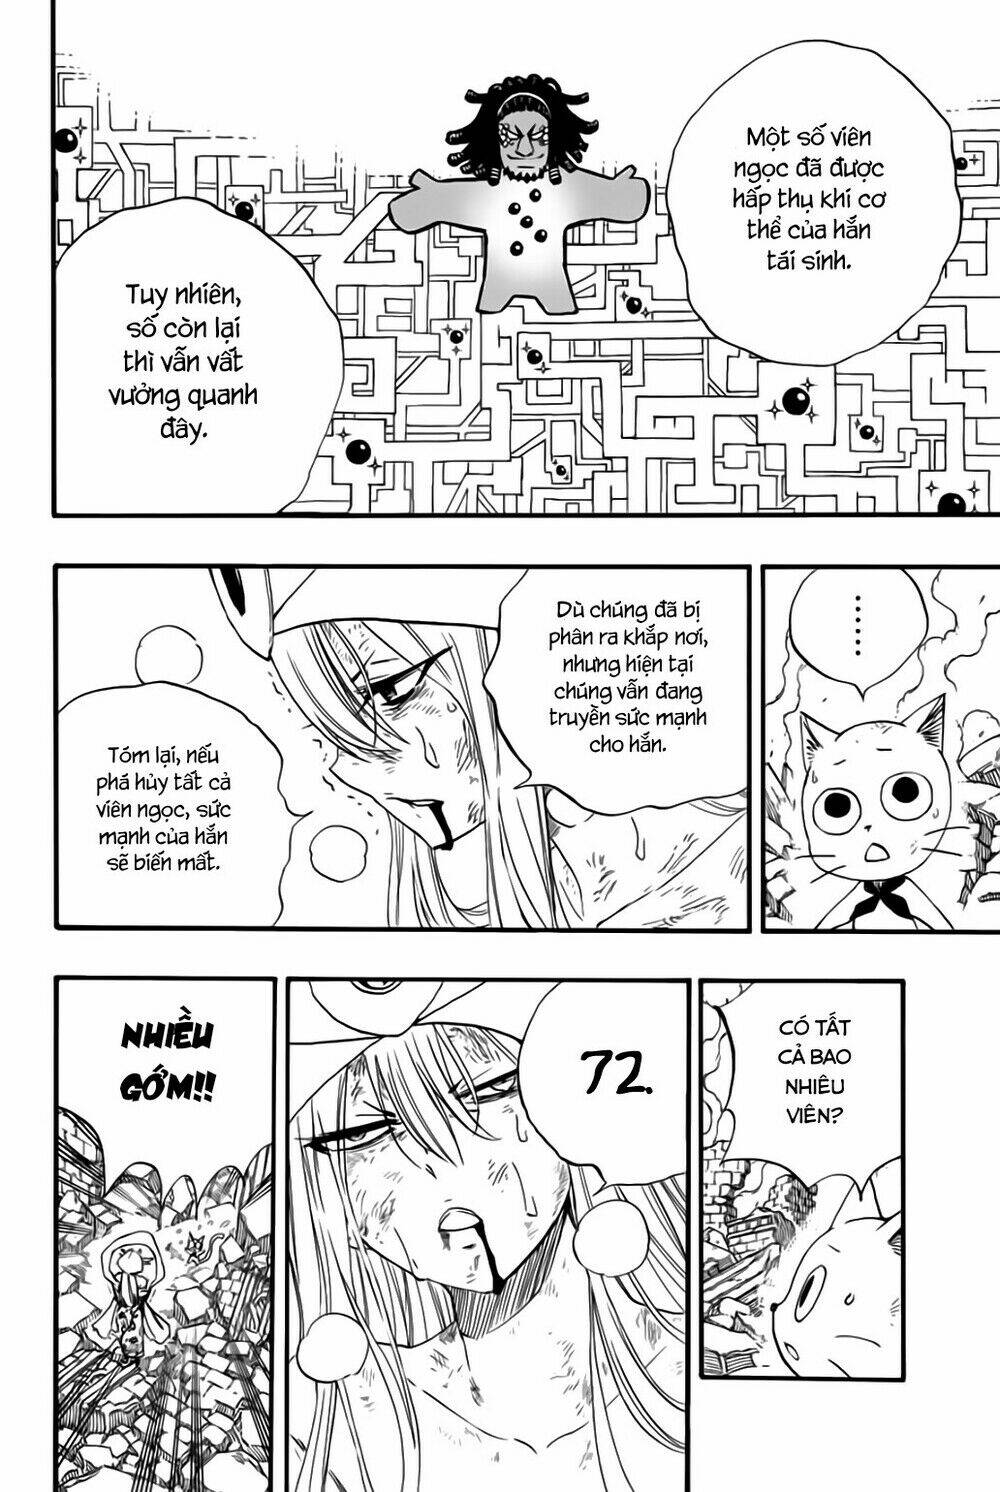 Một số viên
ngọc đã được
hấp thụ khí cơ
thể của hắn
tái sinh.
Tuy nhiên,
số còn lại
thì vẫn vất
vưởng quanh
đây.
......
Dù chúng đã bị
phân ra khắp nơi,
nhưng hiện tại
chúng vẫn đang
truyền sức mạnh
cho hắn.
Tóm lại, nếu
phá hủy tất cả
viên ngọc, sức
mạnh của hắn
sẽ biến mất.
CÓ TẤT
CẢ BAO
NHIÊU
VIÊN?
72.
NHIỀU
GỚM!!